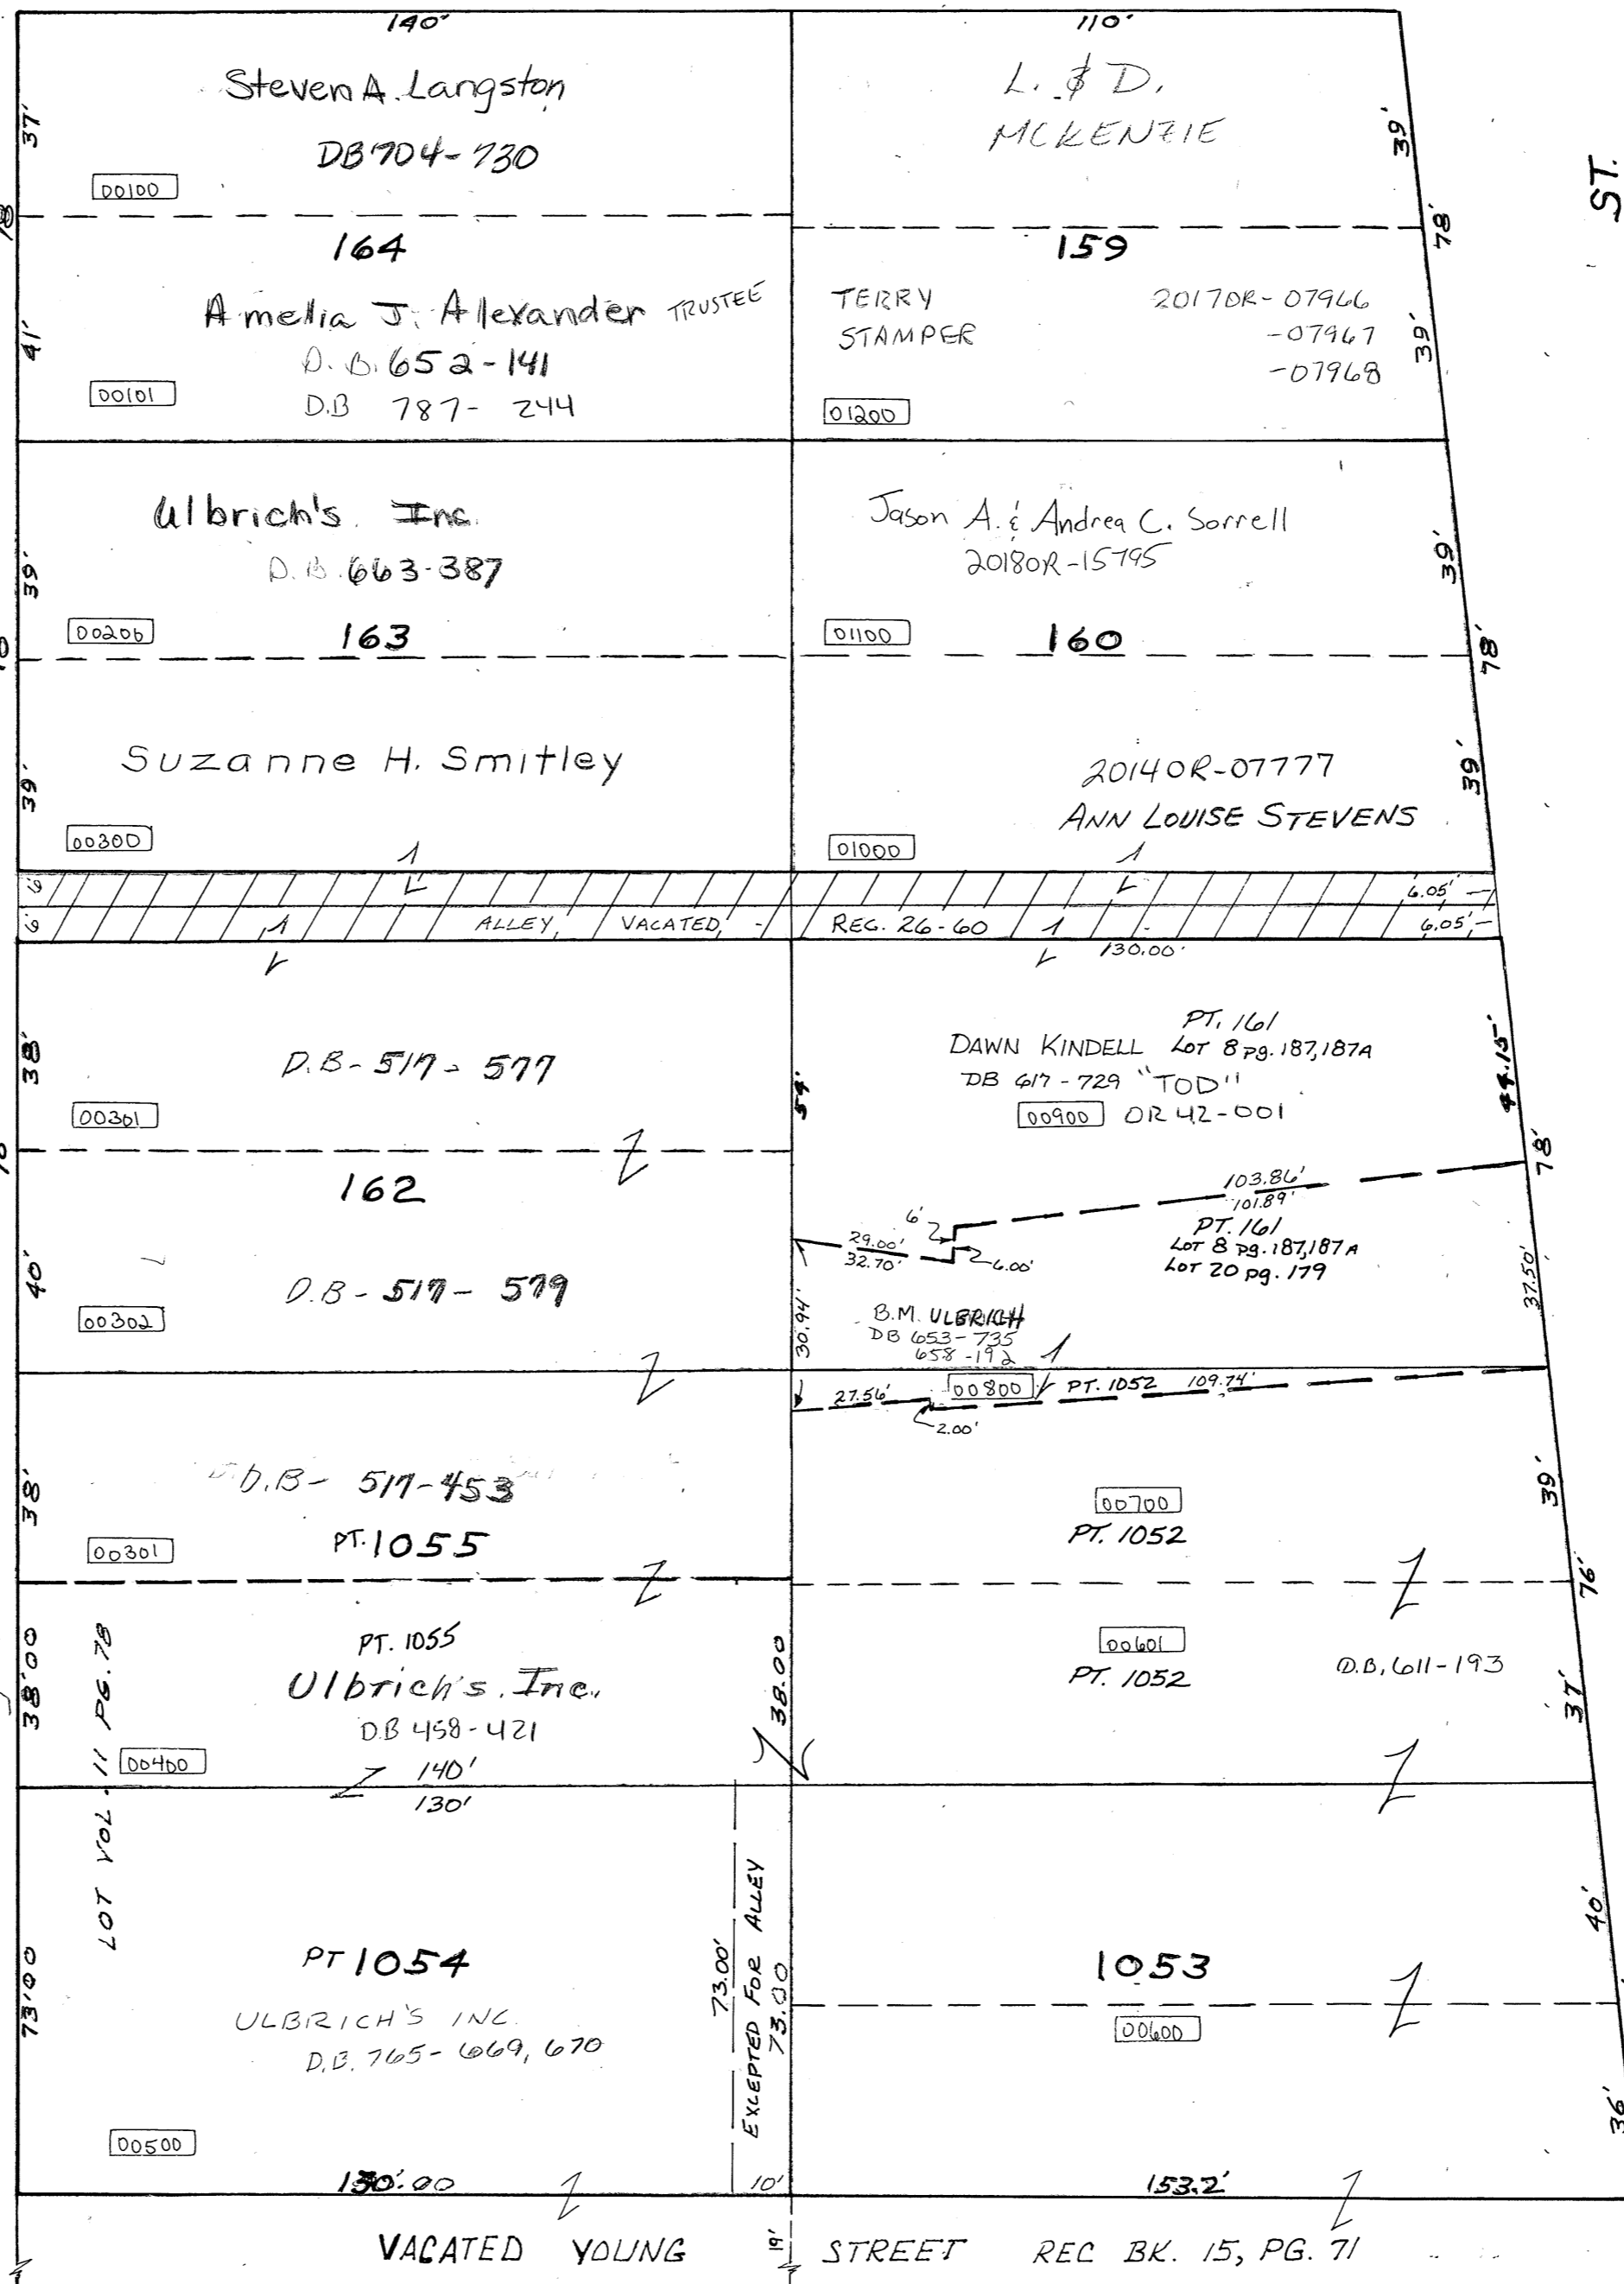 140'
110'
Steven A. Langston
DB 704-730
00100
37'
L. & D.
MCKENZIE
39'
ST.
164
159
78'
Amelia J. Alexander TRUSTEE
D.B. 652-141
D.B 787- 244
00101
41'
TERRY
STAMPER
2017OR-07966
-07967
-07968
39'
01200
Ulbrich's Inc.
D.B. 663-387
39'
00200
163
Jason A. & Andrea C. Sorrell
2018OR-15795
39'
01100
160
78'
Suzanne H. Smitley
39'
00300
2014OR-07777
ANN LOUISE STEVENS
39'
01000
6'
6.05'
6'
ALLEY, VACATED, - REC. 26-60
6.05'
130.00'
D.B - 517 - 577
38'
00301
54'
PT. 161
DAWN KINDELL LOT 8 pg. 187,187A
DB 617-729 "TOD"
00900 OR 42-001
44.15'
78'
162
D.B - 517 - 579
40'
00302
103.86'
101.89'
6'
29.00'
32.70'
6.00'
PT. 161
LOT 8 pg. 187,187A
LOT 20 pg. 179
37.50'
30.94'
B.M. ULBRICH
DB 653-735
658-192
27.56'
00800
PT. 1052
109.74'
2.00'
D.B - 517-453
38'
00301
PT. 1055
00700
PT. 1052
39'
76'
PT. 1055
Ulbrich's. Inc.
D.B 458-421
38'00
38.00
00400
140'
130'
LOT VOL. 11 PG. 78
00601
PT. 1052
D.B. 611-193
37'
PT 1054
ULBRICH'S INC.
D.B. 765-669, 670
73'00
00500
73.00'
EXCEPTED FOR ALLEY
73.00
1053
00600
40'
36'
130'.00
10'
153.2'
VACATED YOUNG
19'
STREET REC BK. 15, PG. 71